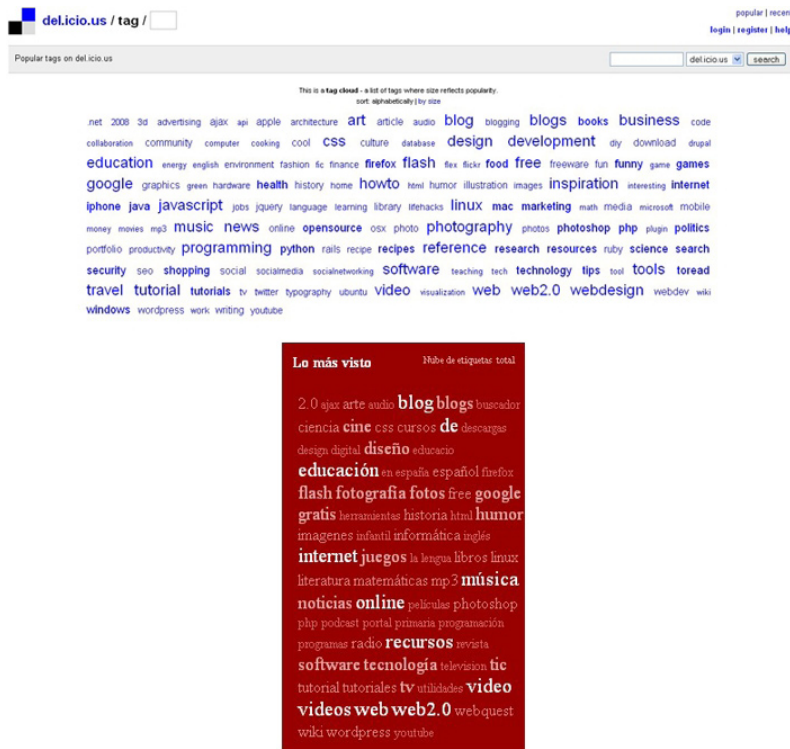 del.icio.us / tag /
popular | recen
login | register | help
Popular tags on del.icio.us
del.icio.us search
This is a tag cloud - a list of tags where size reflects popularity.
sort: alphabetically | by size
.net 2008 3d advertising ajax api apple architecture art article audio blog blogging blogs books business code
collaboration community computer cooking cool css culture database design development diy download drupal
education energy english environment fashion fic finance firefox flash flex flickr food free freeware fun funny game games
google graphics green hardware health history home howto html humor illustration images inspiration interesting internet
iphone java javascript jobs jquery language learning library lifehacks linux mac marketing math media microsoft mobile
money movies mp3 music news online opensource osx photo photography photos photoshop php plugin politics
portfolio productivity programming python rails recipe recipes reference research resources ruby science search
security seo shopping social socialmedia socialnetworking software teaching tech technology tips tool tools toread
travel tutorial tutorials tv twitter typography ubuntu video visualization web web2.0 webdesign webdev wiki
windows wordpress work writing youtube
Lo más visto
Nube de etiquetas total
2.0 ajax arte audio blog blogs buscador
ciencia cine css cursos de descargas
design digital diseño educacio
educación en españa español firefox
flash fotografia fotos free google
gratis herramientas historia html humor
imagenes infantil informática inglés
internet juegos la lengua libros linux
literatura matemáticas mp3 música
noticias online películas photoshop
php podcast portal primaria programación
programas radio recursos revista
software tecnología television tic
tutorial tutoriales tv utilidades video
videos web web2.0 webquest
wiki wordpress youtube